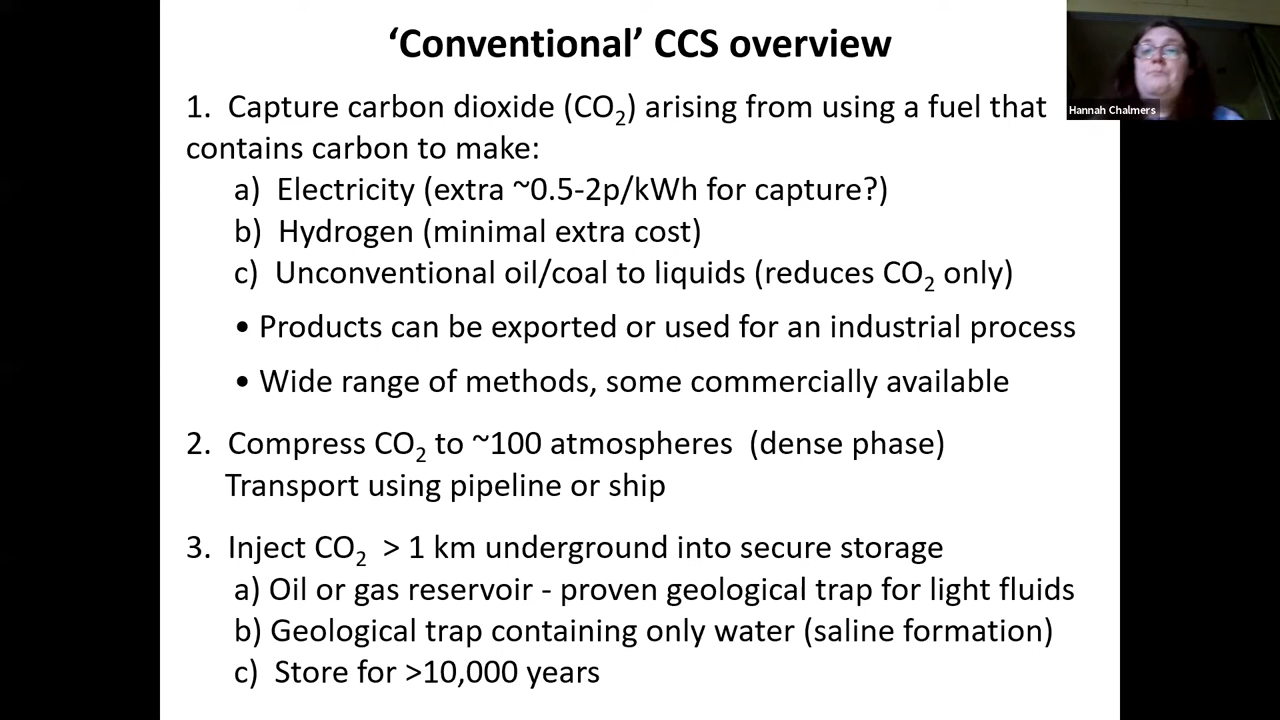 ‘Conventional’ CCS overview
Hannah Chalmers
1. Capture carbon dioxide (CO₂) arising from using a fuel that
contains carbon to make:
a) Electricity (extra ~0.5-2p/kWh for capture?)
b) Hydrogen (minimal extra cost)
c) Unconventional oil/coal to liquids (reduces CO₂ only)
• Products can be exported or used for an industrial process
• Wide range of methods, some commercially available
2. Compress CO₂ to ~100 atmospheres (dense phase)
Transport using pipeline or ship
3. Inject CO₂ > 1 km underground into secure storage
a) Oil or gas reservoir - proven geological trap for light fluids
b) Geological trap containing only water (saline formation)
c) Store for >10,000 years